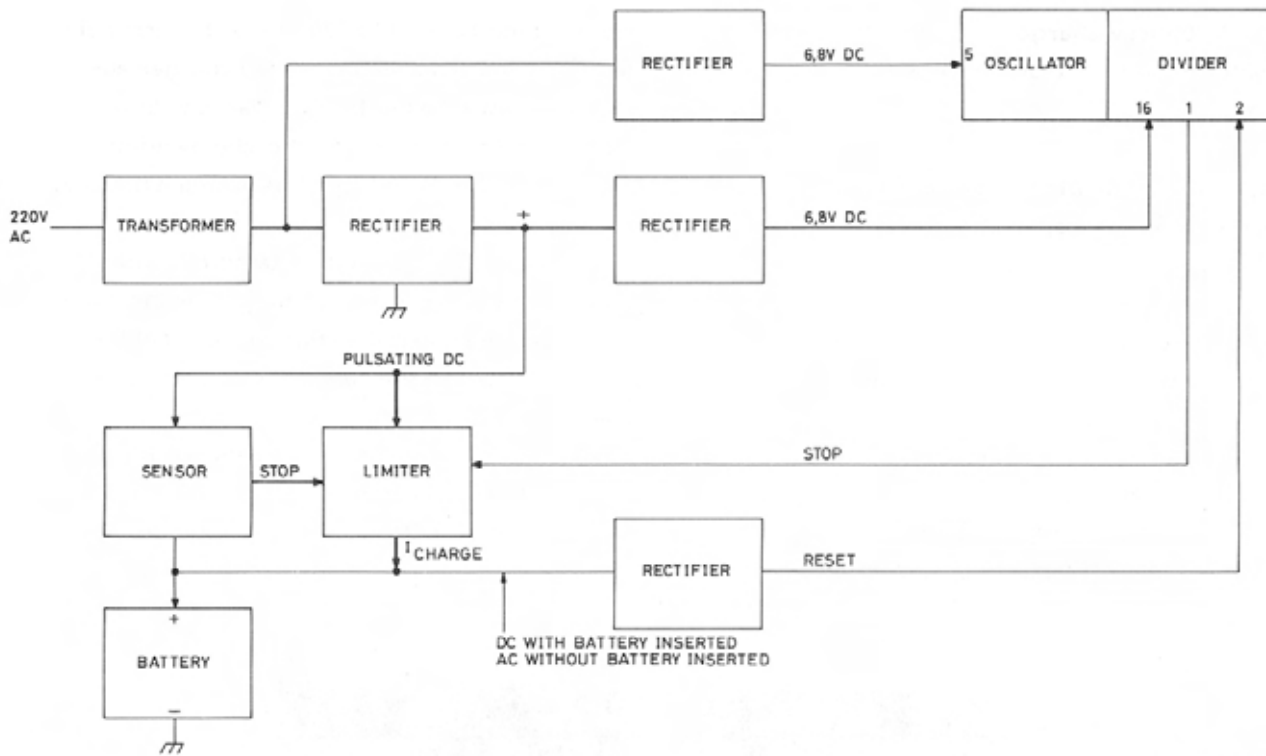 RECTIFIER
6,8V DC
5 OSCILLATOR
DIVIDER
16 1 2
220V
AC
TRANSFORMER
RECTIFIER
+
RECTIFIER
6,8V DC
PULSATING DC
SENSOR
STOP
LIMITER
STOP
I CHARGE
RECTIFIER
RESET
+
BATTERY
−
DC WITH BATTERY INSERTED
AC WITHOUT BATTERY INSERTED